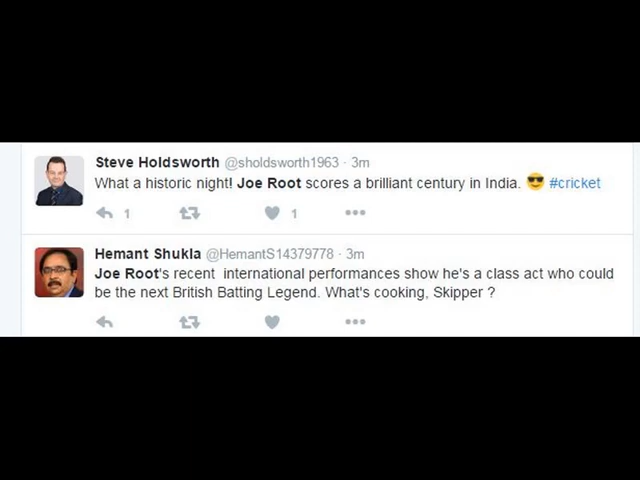 Steve Holdsworth @sholdsworth1963 · 3m
What a historic night! Joe Root scores a brilliant century in India. 😎 #cricket
1 1
Hemant Shukla @HemantS14379778 · 3m
Joe Root's recent international performances show he's a class act who could
be the next British Batting Legend. What's cooking, Skipper ?